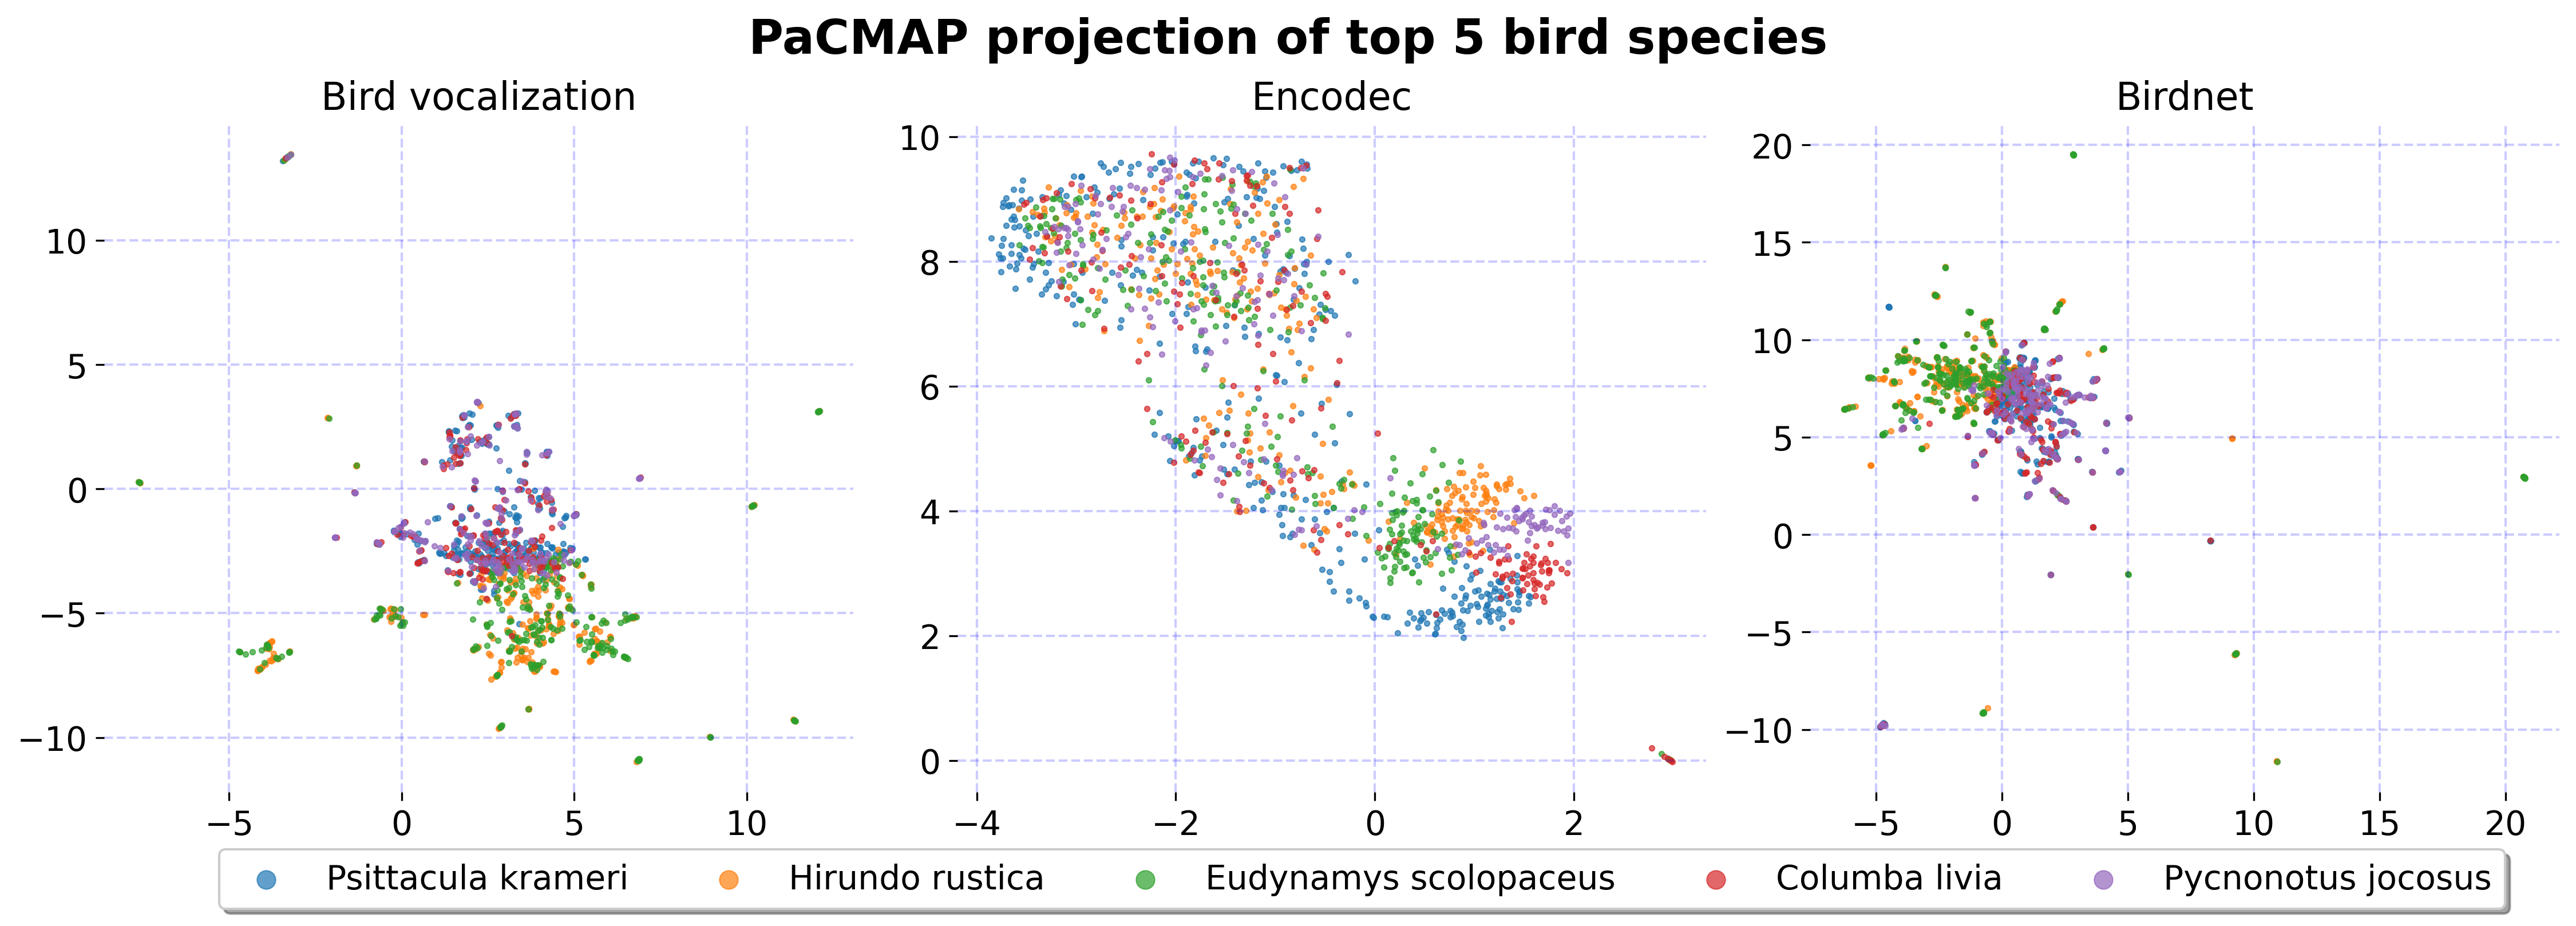 PaCMAP projection of top 5 bird species
Bird vocalization
10
5
0
−5
−10
−5 0 5 10
Encodec
10
8
6
4
2
0
−4 −2 0 2
Birdnet
20
15
10
5
0
−5
−10
−5 0 5 10 15 20
Psittacula krameri Hirundo rustica Eudynamys scolopaceus Columba livia Pycnonotus jocosus